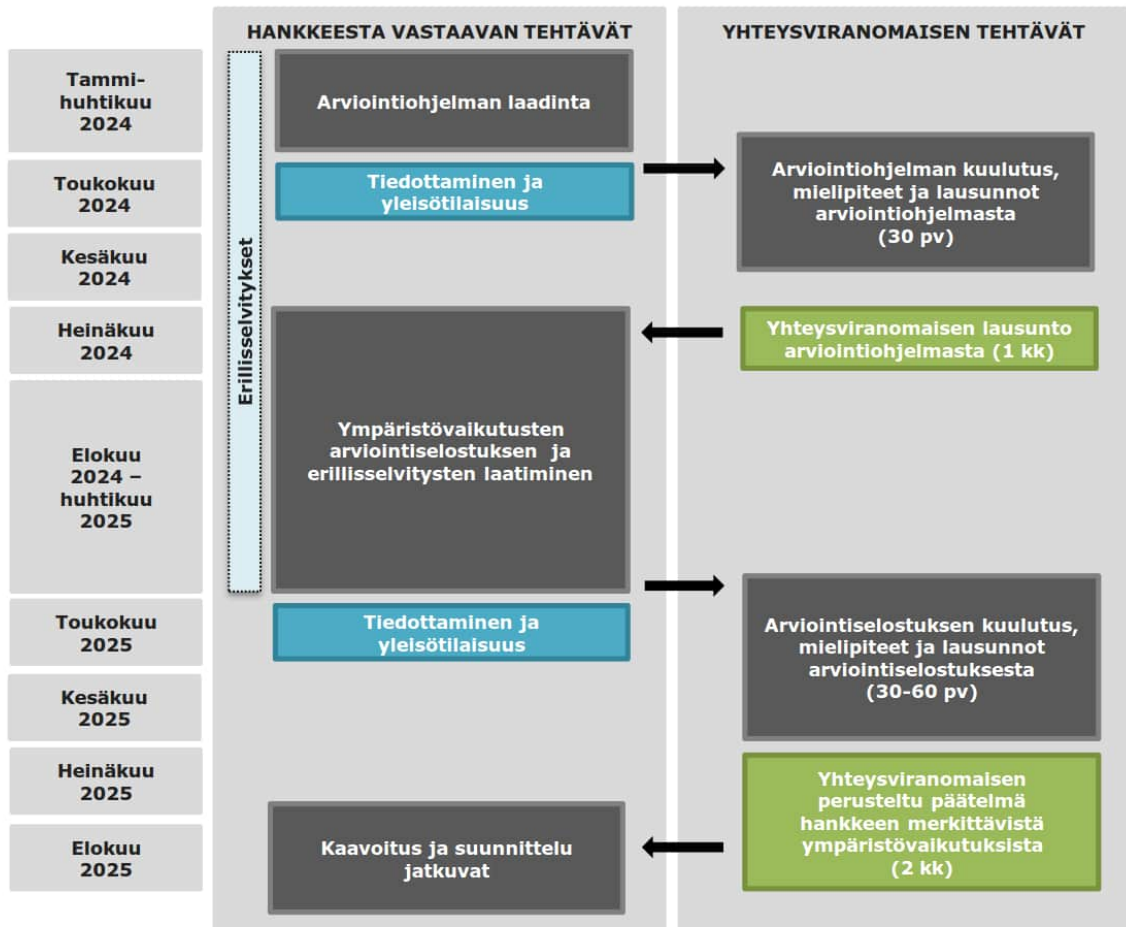 HANKKEESTA VASTAAVAN TEHTÄVÄT
YHTEYSVIRANOMAISEN TEHTÄVÄT
Tammi-
huhtikuu
2024
Toukokuu
2024
Kesäkuu
2024
Heinäkuu
2024
Elokuu
2024 –
huhtikuu
2025
Toukokuu
2025
Kesäkuu
2025
Heinäkuu
2025
Elokuu
2025
Erillisselvitykset
Arviointiohjelman laadinta
Tiedottaminen ja
yleisötilaisuus
Arviointiohjelman kuulutus,
mielipiteet ja lausunnot
arviointiohjelmasta
(30 pv)
Yhteysviranomaisen lausunto
arviointiohjelmasta (1 kk)
Ympäristövaikutusten
arviointiselostuksen ja
erillisselvitysten laatiminen
Tiedottaminen ja
yleisötilaisuus
Arviointiselostuksen kuulutus,
mielipiteet ja lausunnot
arviointiselostuksesta
(30-60 pv)
Yhteysviranomaisen
perusteltu päätelmä
hankkeen merkittävistä
ympäristövaikutuksista
(2 kk)
Kaavoitus ja suunnittelu
jatkuvat